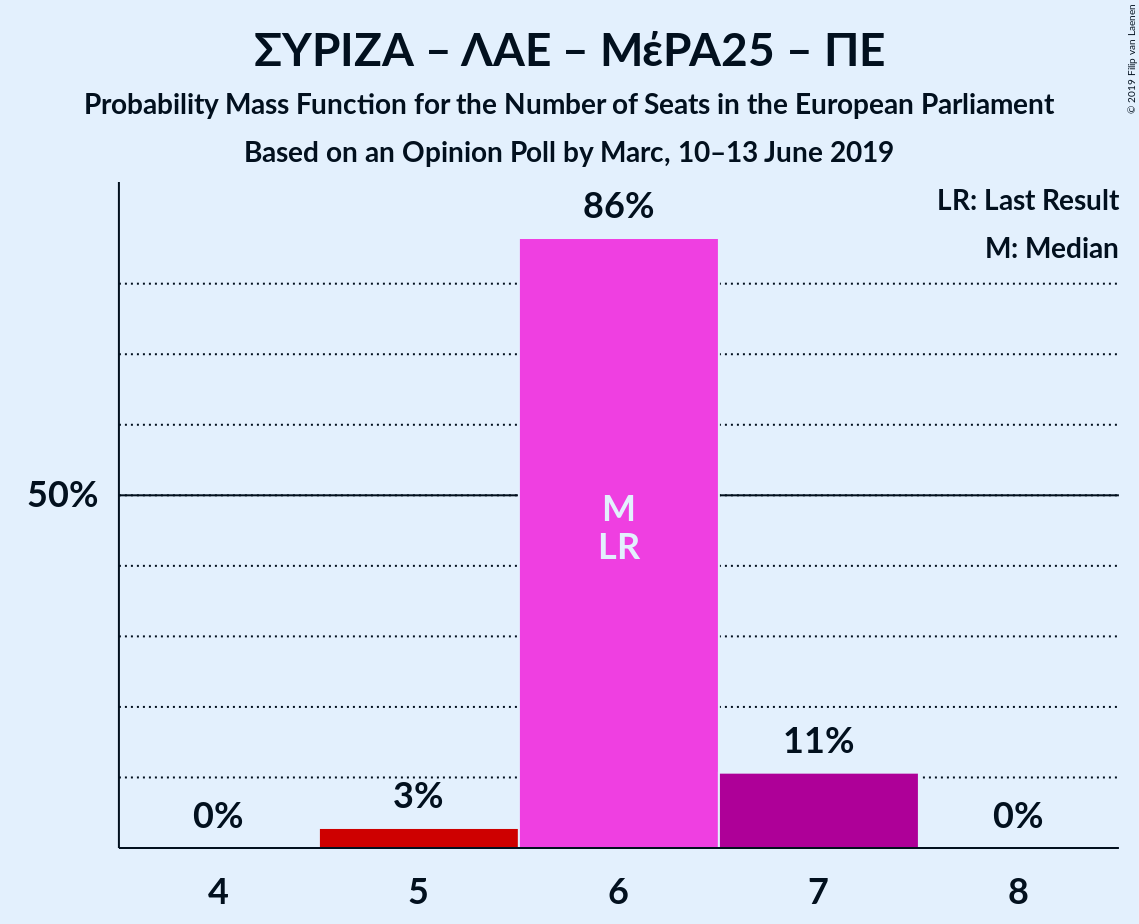 ΣΥΡΙΖΑ – ΛΑΕ – ΜέΡΑ25 – ΠΕ
Probability Mass Function for the Number of Seats in the European Parliament
Based on an Opinion Poll by Marc, 10–13 June 2019
© 2019 Filip van Laenen
LR: Last Result
M: Median
86%
50%
M
LR
11%
3%
0%
0%
4
5
6
7
8